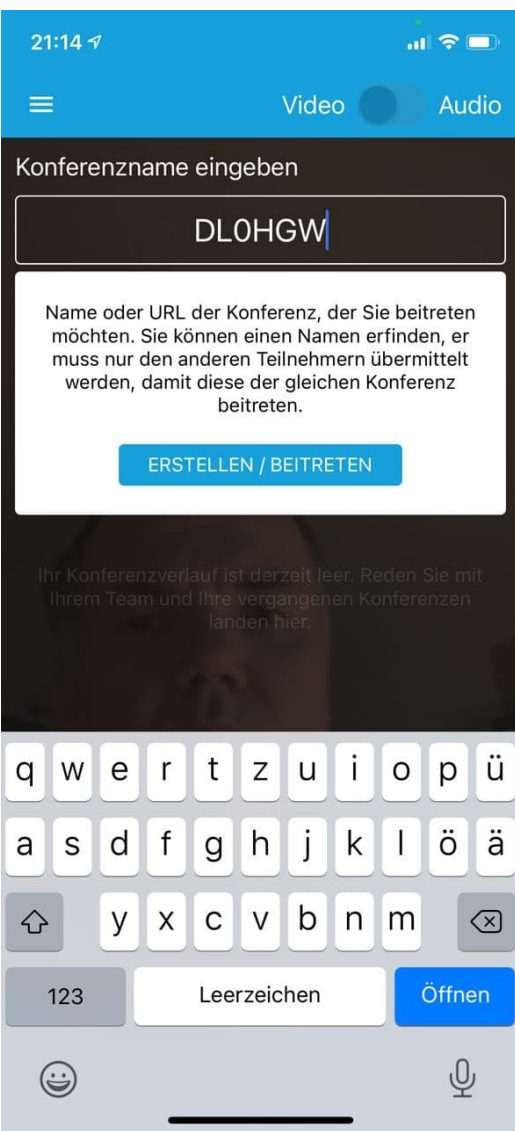 21:14
Video Audio
Konferenzname eingeben
DL0HGW
Name oder URL der Konferenz, der Sie beitreten
möchten. Sie können einen Namen erfinden, er
muss nur den anderen Teilnehmern übermittelt
werden, damit diese der gleichen Konferenz
beitreten.
ERSTELLEN / BEITRETEN
Ihr Konferenzverlauf ist derzeit leer. Reden Sie mit
Ihrem Team und Ihre vergangenen Konferenzen
landen hier.
q w e r t z u i o p ü
a s d f g h j k l ö ä
y x c v b n m
123 Leerzeichen Öffnen